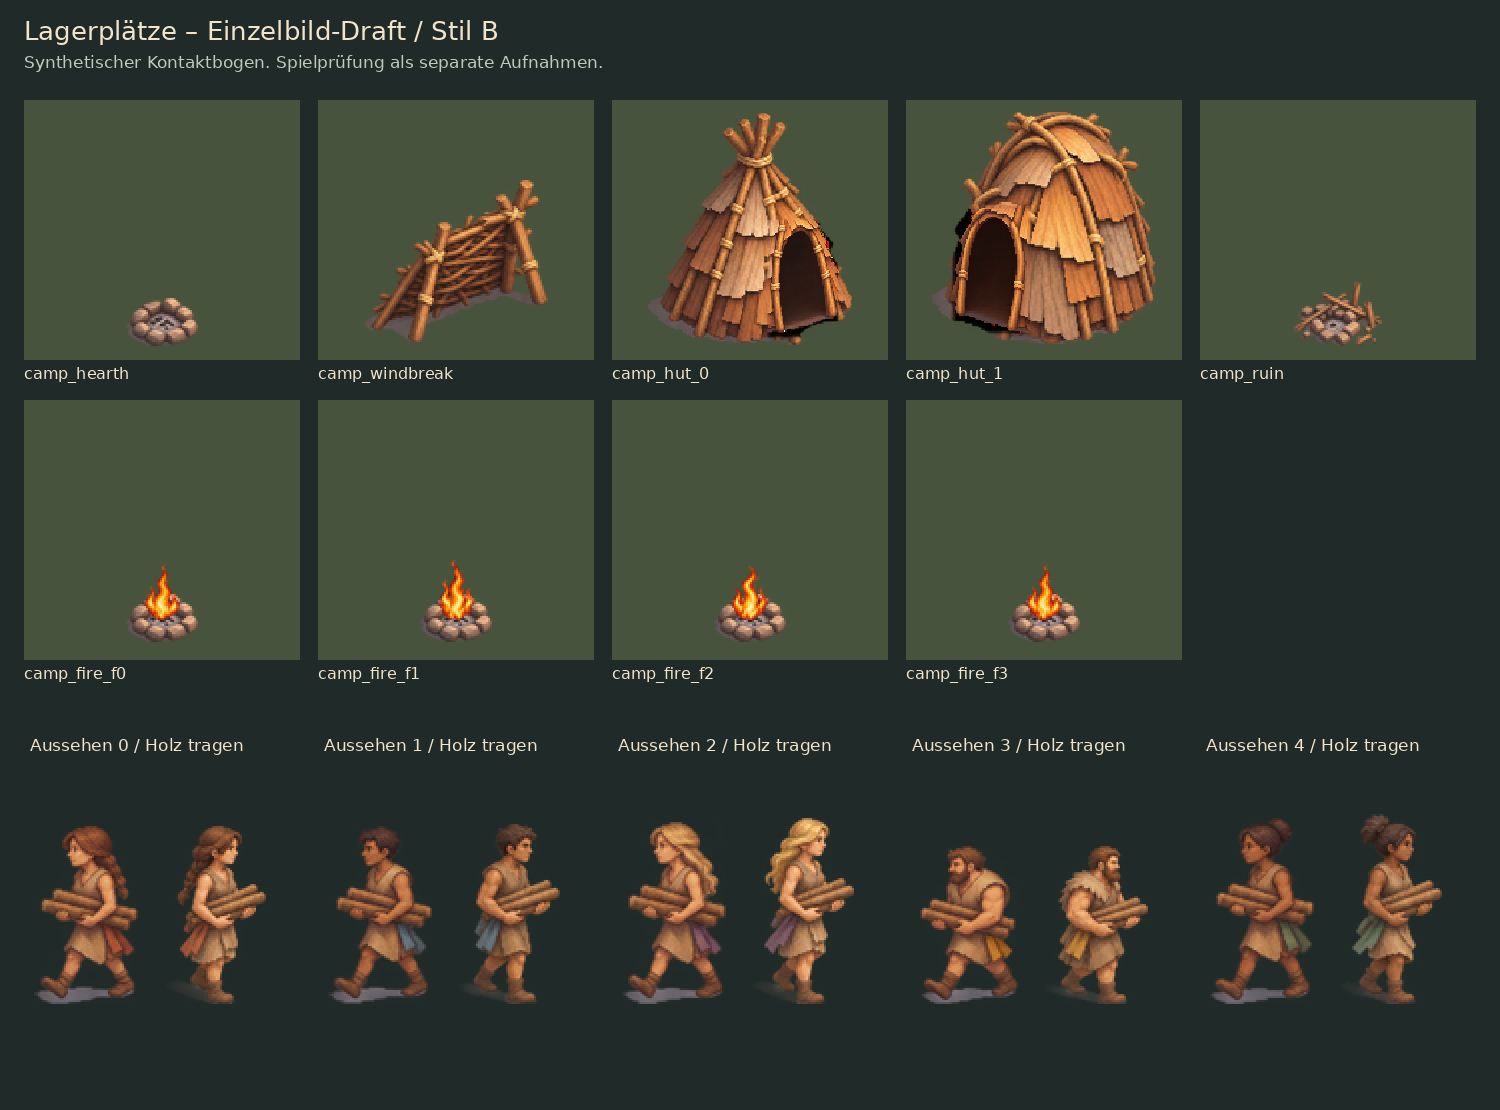 Lagerplätze – Einzelbild-Draft / Stil B
Synthetischer Kontaktbogen. Spielprüfung als separate Aufnahmen.
camp_hearth
camp_windbreak
camp_hut_0
camp_hut_1
camp_ruin
camp_fire_f0
camp_fire_f1
camp_fire_f2
camp_fire_f3
Aussehen 0 / Holz tragen
Aussehen 1 / Holz tragen
Aussehen 2 / Holz tragen
Aussehen 3 / Holz tragen
Aussehen 4 / Holz tragen